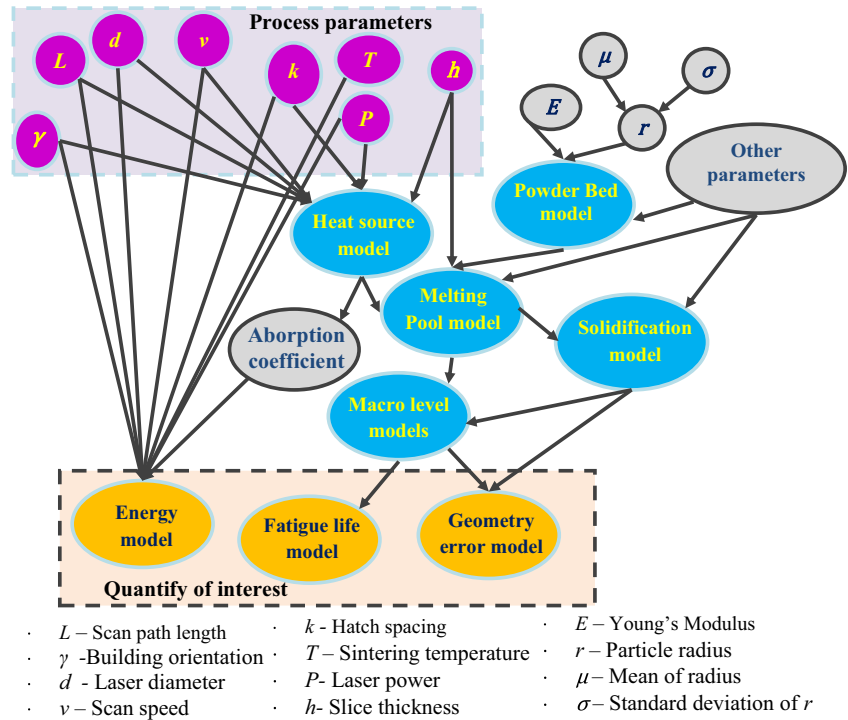 Process parameters
L
d
v
k
T
h
γ
P
μ
σ
E
r
Other
parameters
Powder Bed
model
Heat source
model
Melting
Pool model
Solidification
model
Aborption
coefficient
Macro level
models
Energy
model
Fatigue life
model
Geometry
error model
Quantify of interest
· L – Scan path length
· γ -Building orientation
· d - Laser diameter
· v – Scan speed
· k - Hatch spacing
· T – Sintering temperature
· P- Laser power
· h- Slice thickness
· E – Young's Modulus
· r – Particle radius
· μ – Mean of radius
· σ – Standard deviation of r